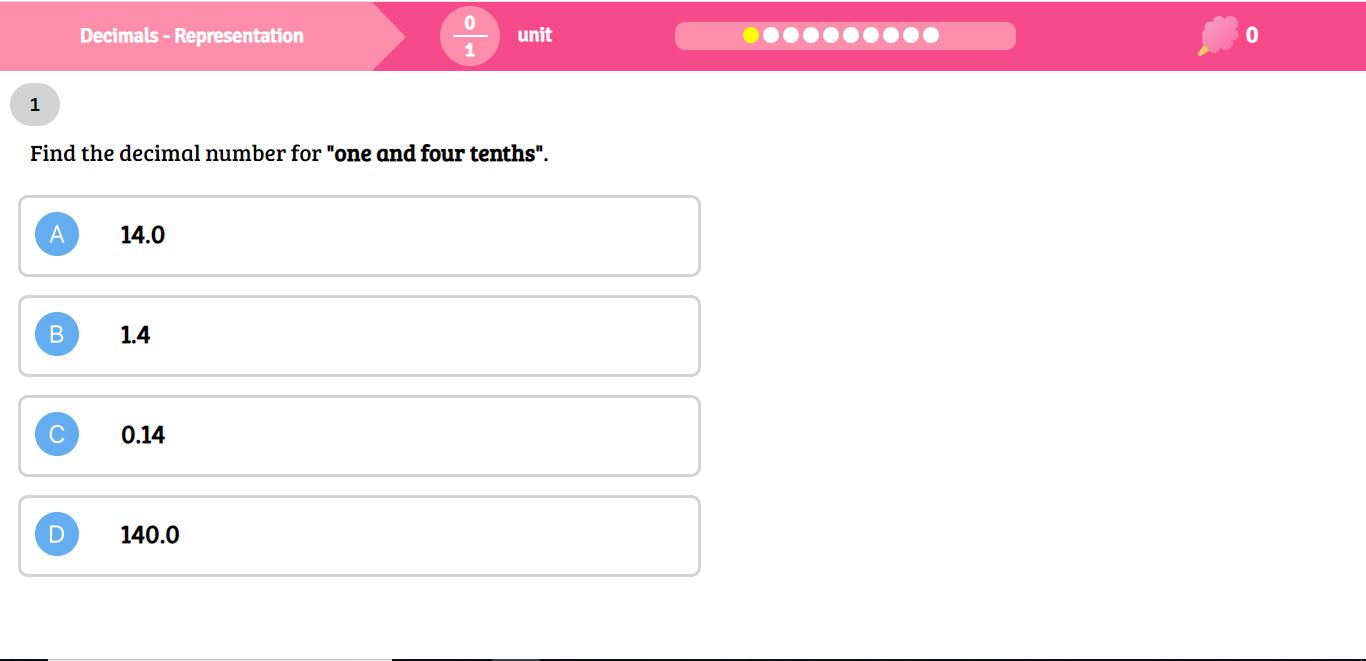 Decimals - Representation
0
1
unit
0
1
Find the decimal number for "one and four tenths".
A 14.0
B 1.4
C 0.14
D 140.0